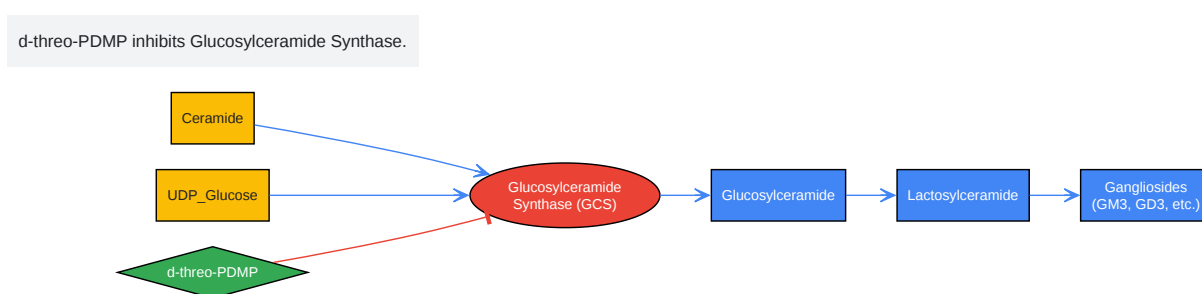 d-threo-PDMP inhibits Glucosylceramide Synthase.
Ceramide
UDP_Glucose
d-threo-PDMP
Glucosylceramide
Synthase (GCS)
Glucosylceramide
Lactosylceramide
Gangliosides
(GM3, GD3, etc.)